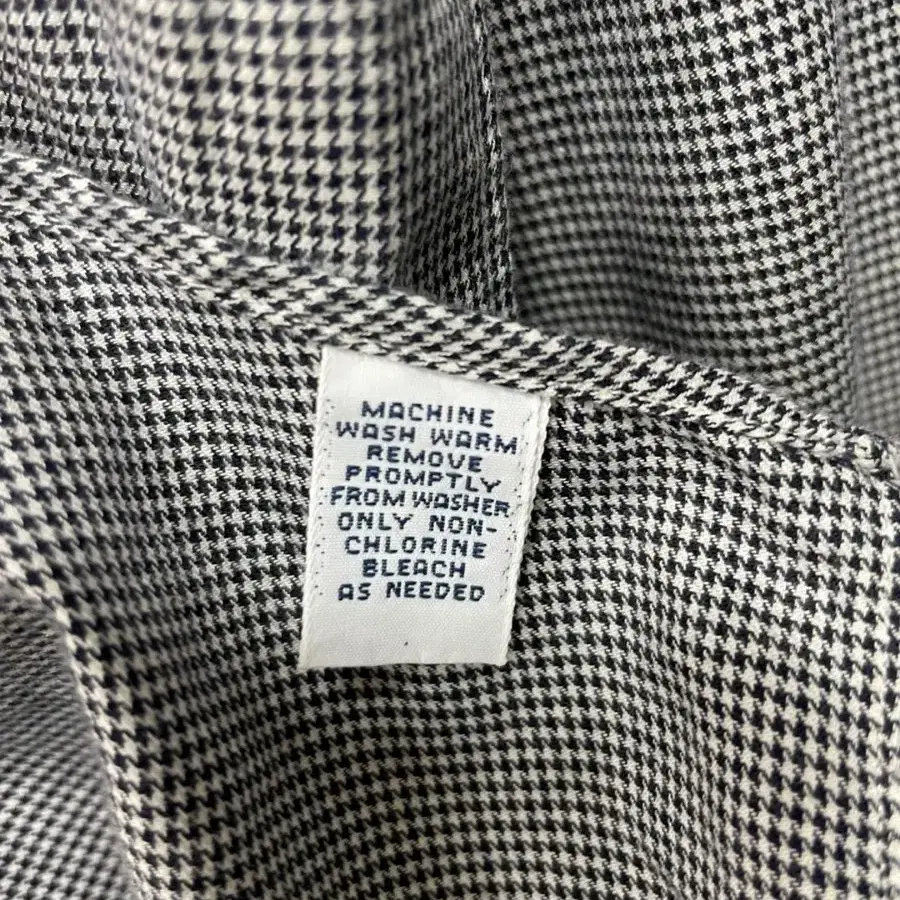 MACHINE
WASH WARM
REMOVE
PROMPTLY
FROM WASHER
ONLY NON-
CHLORINE
BLEACH
AS NEEDED